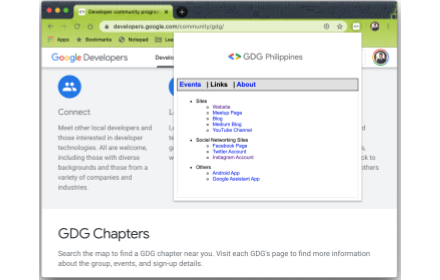 Developer community progra
developers.google.com/community/gdg/
Apps Bookmarks Notepad
Google Developers
GDG Philippines
Events | Links | About
Sites
Website
Meetup Page
Blog
Medium Blog
YouTube Channel
Social Networking Sites
Facebook Page
Twitter Account
Instagram Account
Others
Android App
Google Assistant App
Connect
Meet other local developers and
those interested in developer
technologies. All are welcome,
including those with diverse
backgrounds and those from a
variety of companies and
industries.
GDG Chapters
Search the map to find a GDG chapter near you. Visit each GDG's page to find more information
about the group, events, and sign-up details.